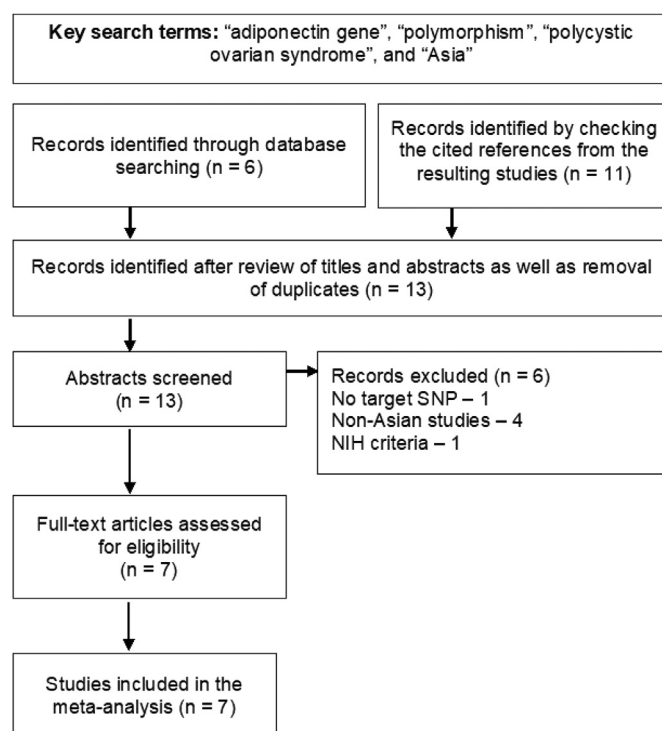 Key search terms: “adiponectin gene”, “polymorphism”, “polycystic
ovarian syndrome”, and “Asia”
Records identified through database
searching (n = 6)
Records identified by checking
the cited references from the
resulting studies (n = 11)
Records identified after review of titles and abstracts as well as removal
of duplicates (n = 13)
Abstracts screened
(n = 13)
Records excluded (n = 6)
No target SNP – 1
Non-Asian studies – 4
NIH criteria – 1
Full-text articles assessed
for eligibility
(n = 7)
Studies included in the
meta-analysis (n = 7)